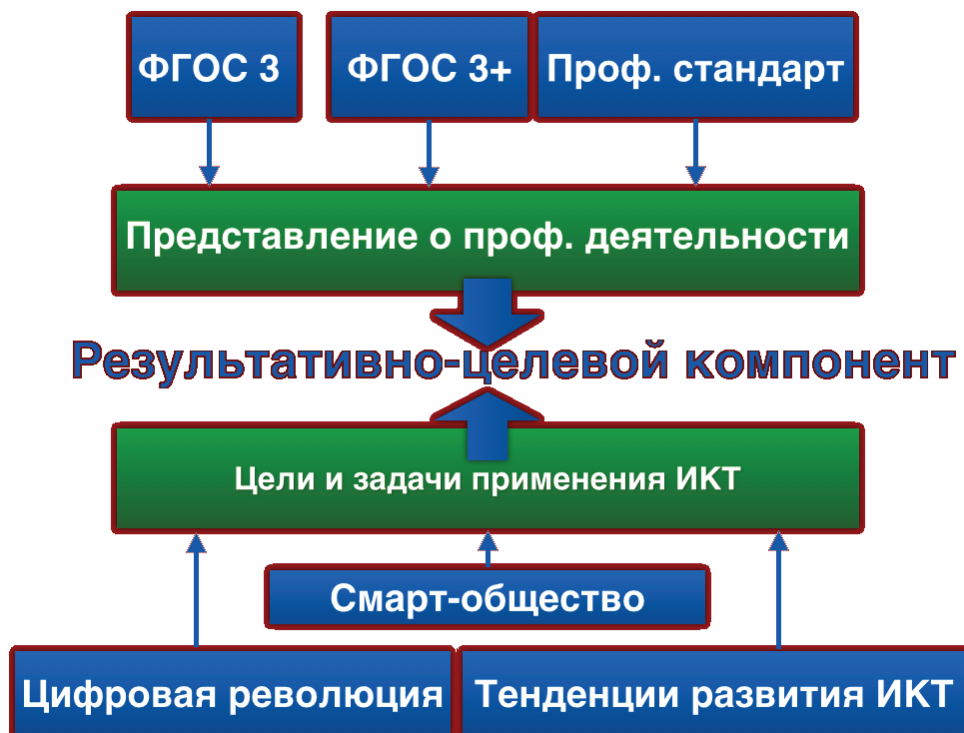 ФГОС 3
ФГОС 3+
Проф. стандарт
Представление о проф. деятельности
Результативно-целевой компонент
Цели и задачи применения ИКТ
Смарт-общество
Цифровая революция
Тенденции развития ИКТ